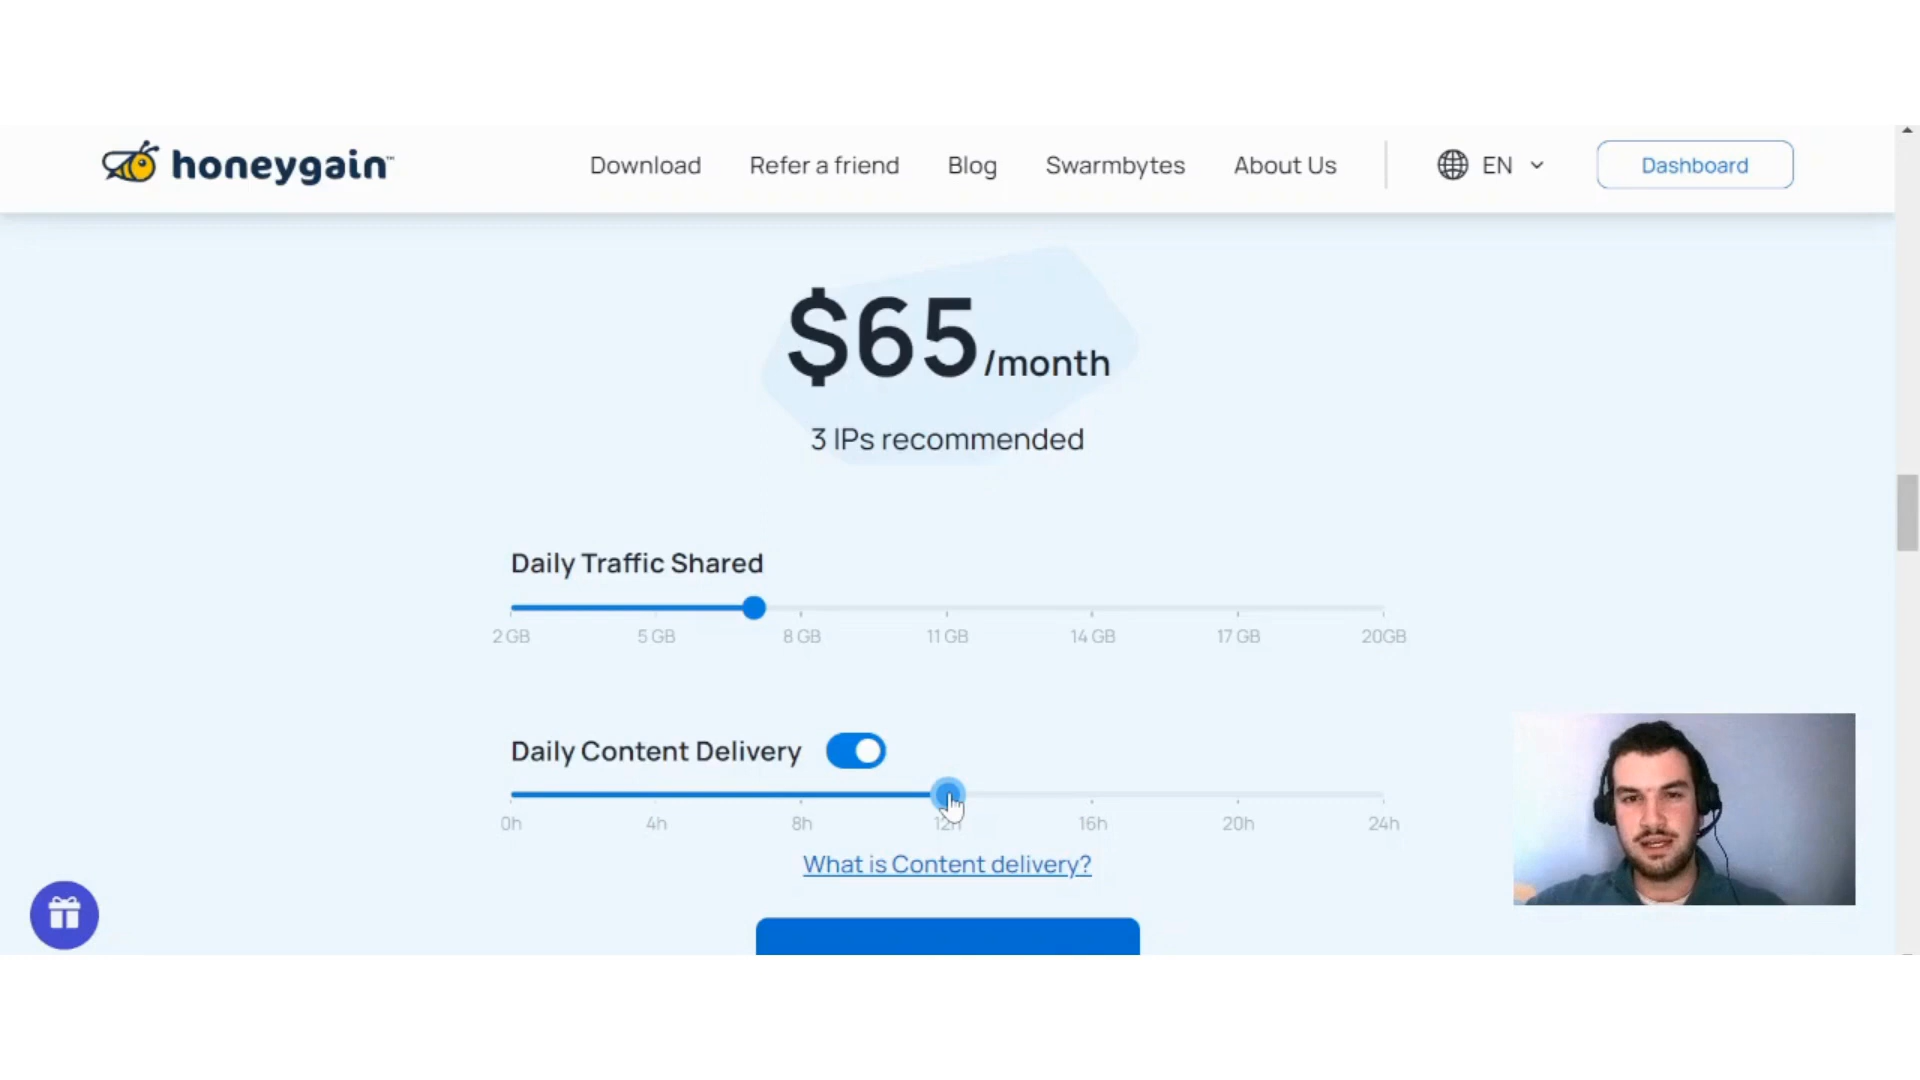 honeygain™
Download Refer a friend Blog Swarmbytes About Us EN Dashboard
$65/month
3 IPs recommended
Daily Traffic Shared
2 GB 5 GB 8 GB 11 GB 14 GB 17 GB 20GB
Daily Content Delivery
0h 4h 8h 12h 16h 20h 24h
What is Content delivery?